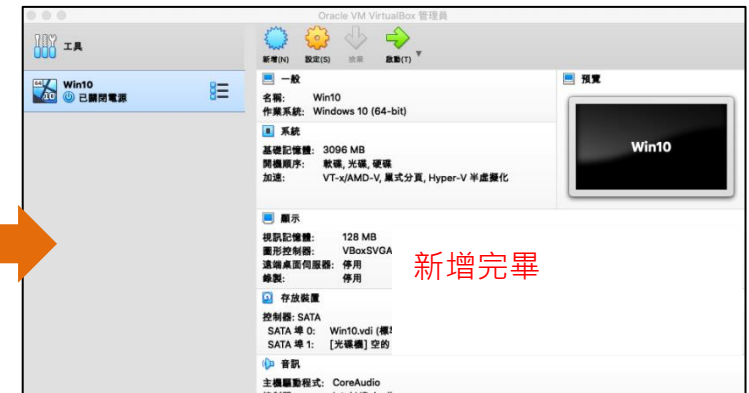 Oracle VM VirtualBox 管理員
工具
新增(N) 設定(S) 捨棄 啟動(T)
Win10
已關閉電源
一般
名稱: Win10
作業系統: Windows 10 (64-bit)
預覽
Win10
系統
基礎記憶體: 3096 MB
開機順序: 軟碟, 光碟, 硬碟
加速: VT-x/AMD-V, 巢式分頁, Hyper-V 半虛擬化
顯示
視訊記憶體: 128 MB
圖形控制器: VBoxSVGA
遠端桌面伺服器: 停用
錄製: 停用
新增完畢
存放裝置
控制器: SATA
SATA 埠 0: Win10.vdi (標準
SATA 埠 1: [光碟機] 空的
音訊
主機驅動程式: CoreAudio